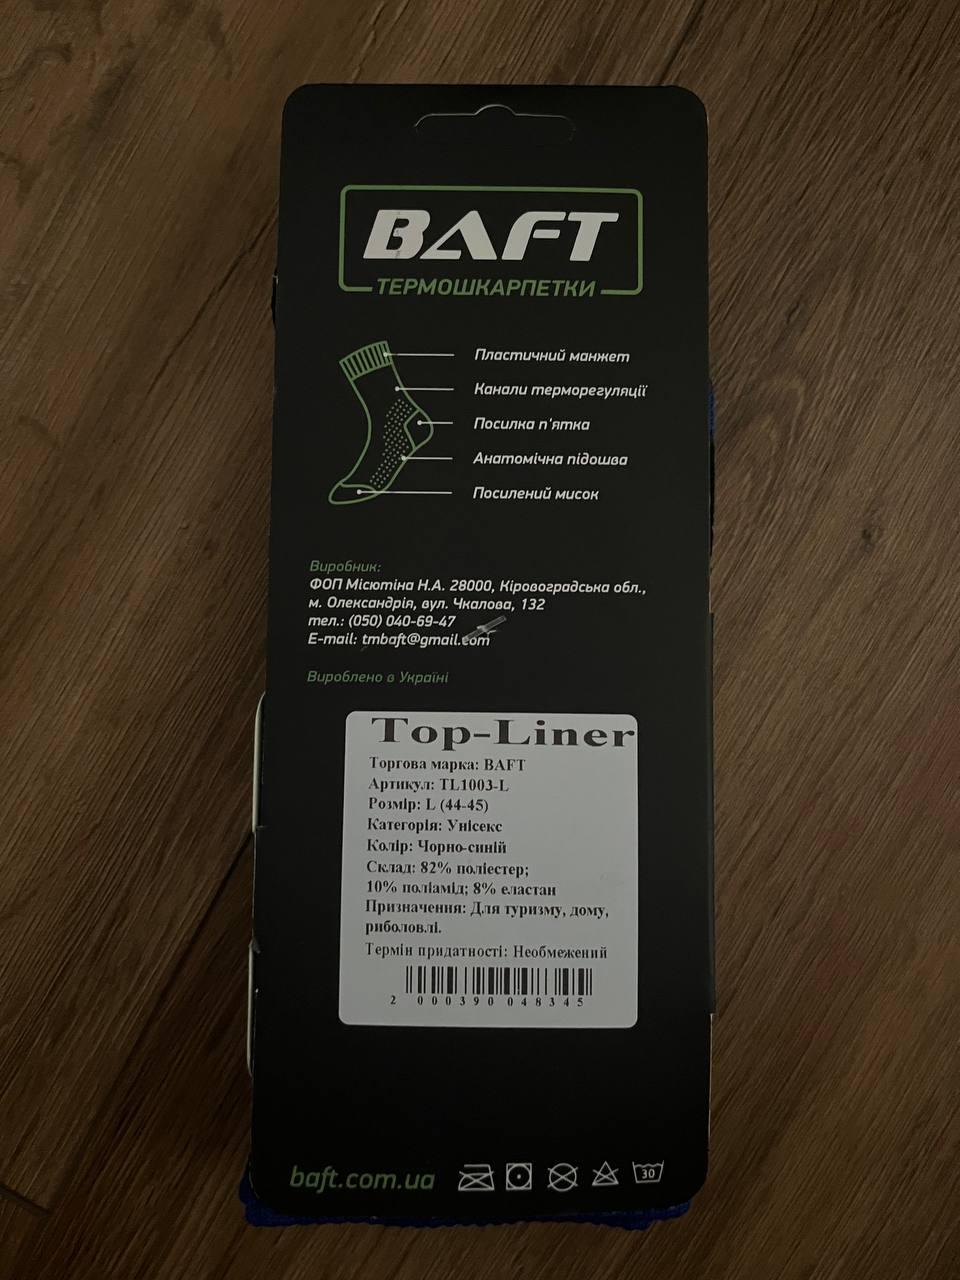 BAFT
ТЕРМОШКАРПЕТКИ
Пластичний манжет
Канали терморегуляції
Посилка п'ятка
Анатомічна підошва
Посилений мисок
Виробник:
ФОП Місютіна Н.А. 28000, Кіровоградська обл.,
м. Олександрія, вул. Чкалова, 132
тел.: (050) 040-69-47
E-mail: tmbaft@gmail.com
Вироблено в Україні
Top-Liner
Торгова марка: BAFT
Артикул: TL1003-L
Розмір: L (44-45)
Категорія: Унісекс
Колір: Чорно-синій
Склад: 82% поліестер;
10% поліамід; 8% еластан
Призначення: Для туризму, дому,
риболовлі.
Термін придатності: Необмежений
2 000390 048345
baft.com.ua
30